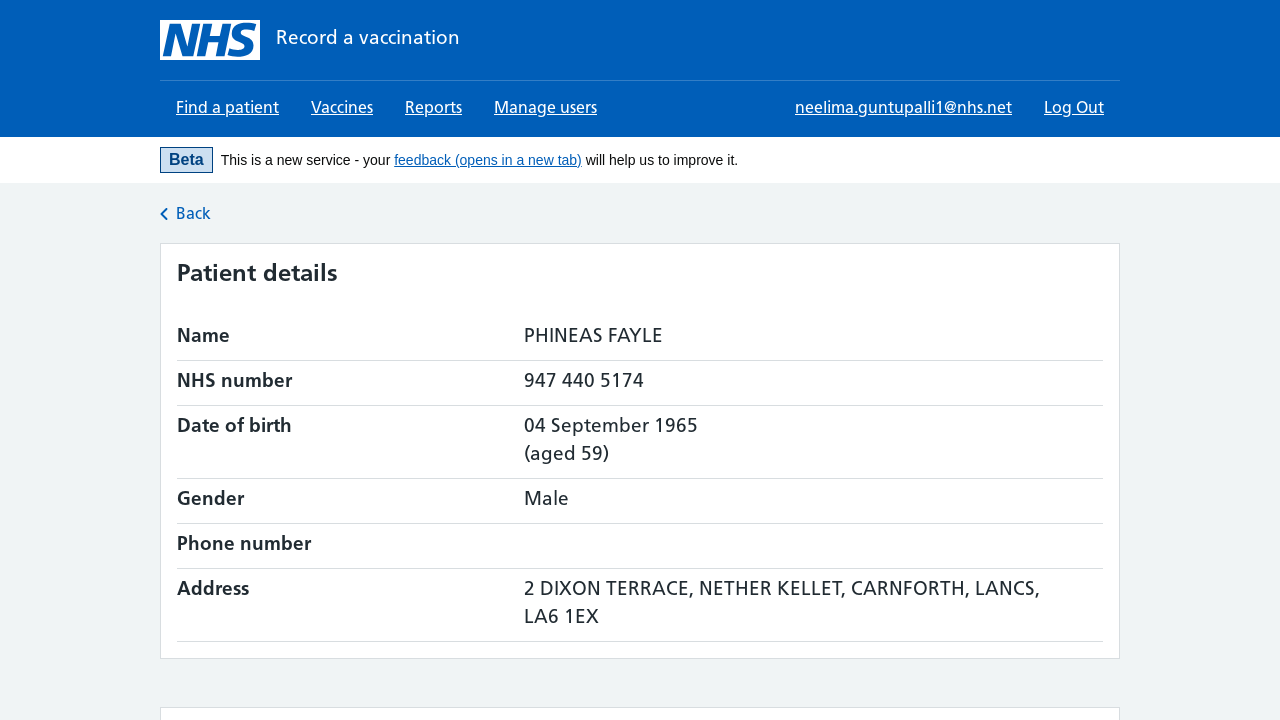 NHS Record a vaccination
Find a patient Vaccines Reports Manage users neelima.guntupalli1@nhs.net Log Out
Beta This is a new service - your feedback (opens in a new tab) will help us to improve it.
Back
Patient details
Name PHINEAS FAYLE
NHS number 947 440 5174
Date of birth 04 September 1965
(aged 59)
Gender Male
Phone number
Address 2 DIXON TERRACE, NETHER KELLET, CARNFORTH, LANCS,
LA6 1EX